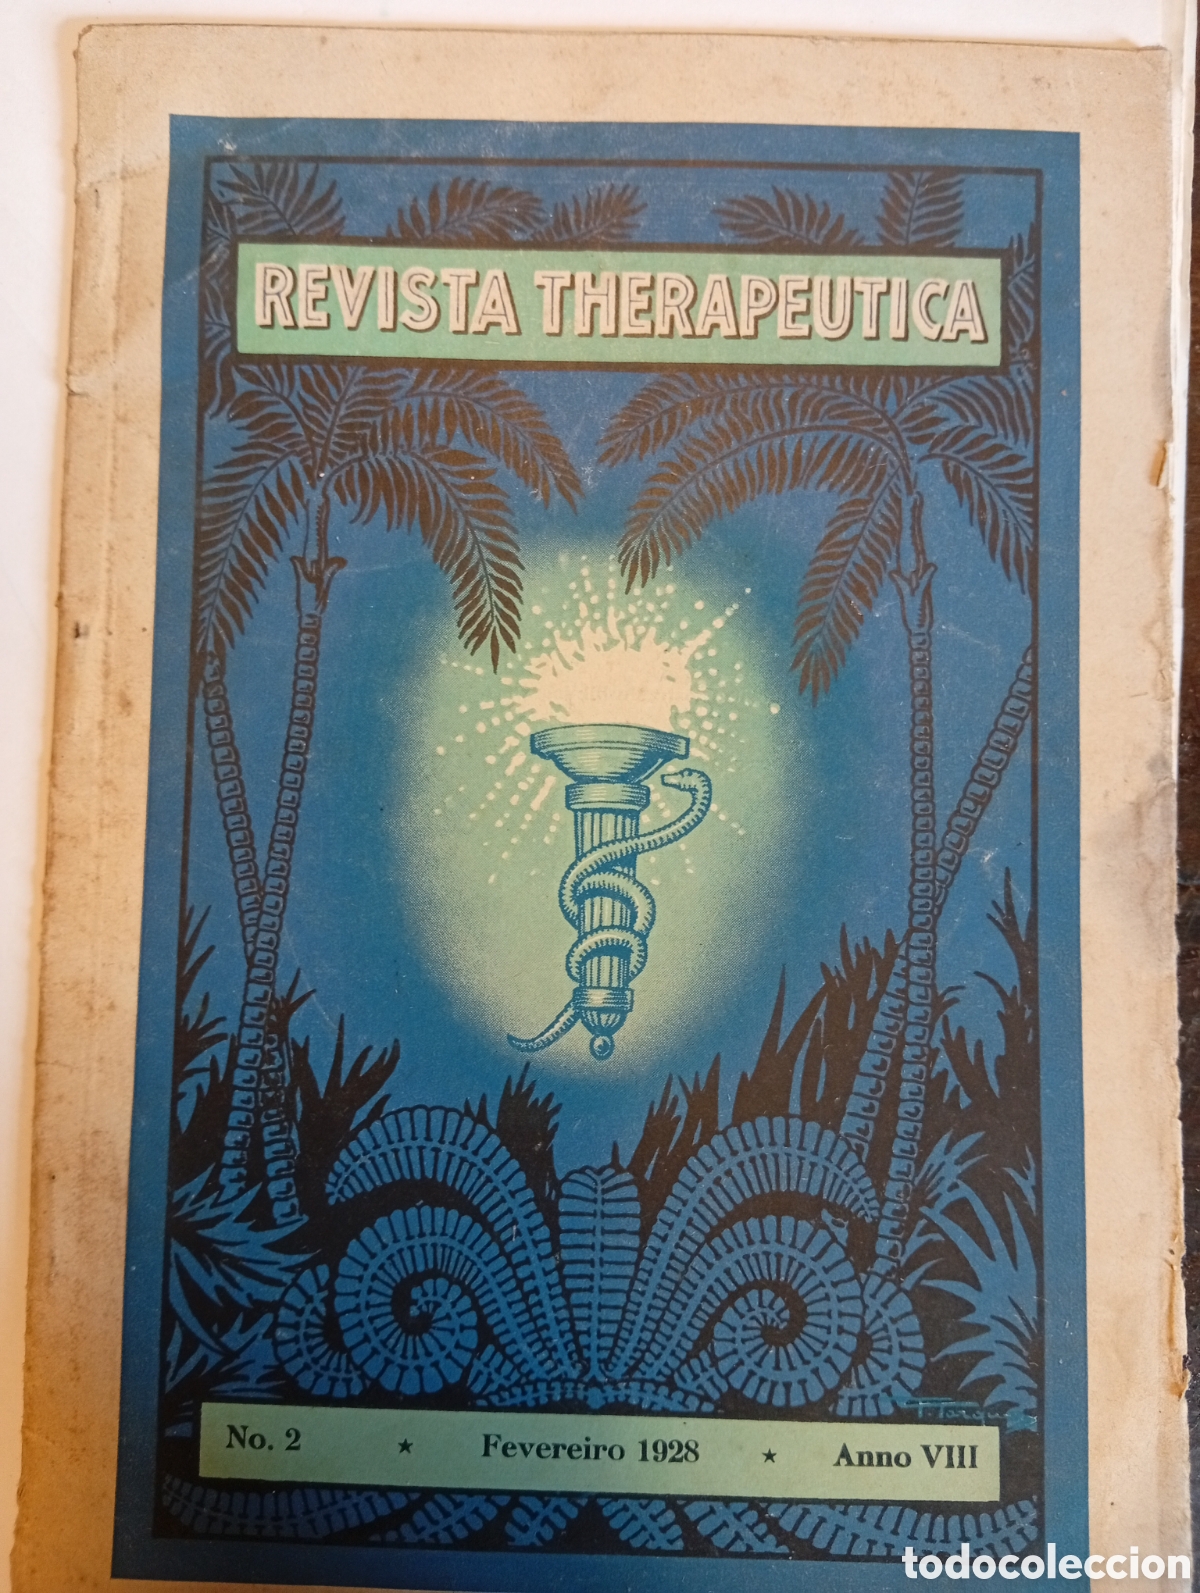 REVISTA THERAPEUTICA
No. 2 ★ Fevereiro 1928 ★ Anno VIII
todocoleccion